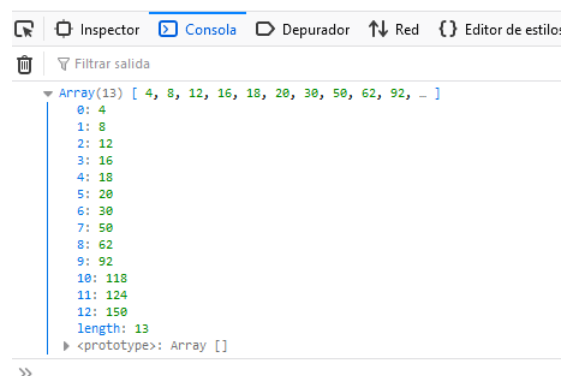 Inspector Consola Depurador Red Editor de estilos
Filtrar salida
Array(13) [ 4, 8, 12, 16, 18, 20, 30, 50, 62, 92, … ]
0: 4
1: 8
2: 12
3: 16
4: 18
5: 20
6: 30
7: 50
8: 62
9: 92
10: 118
11: 124
12: 150
length: 13
<prototype>: Array []